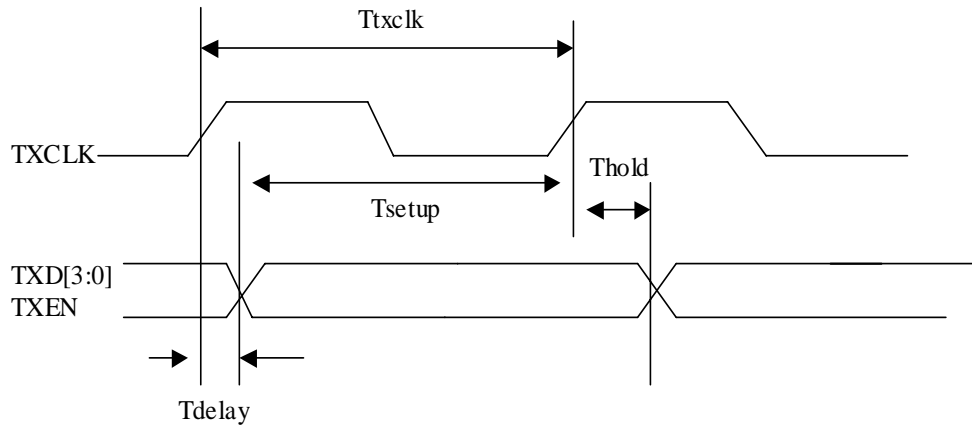 Ttxclk
TXCLK
Thold
Tsetup
TXD[3:0]
TXEN
Tdelay